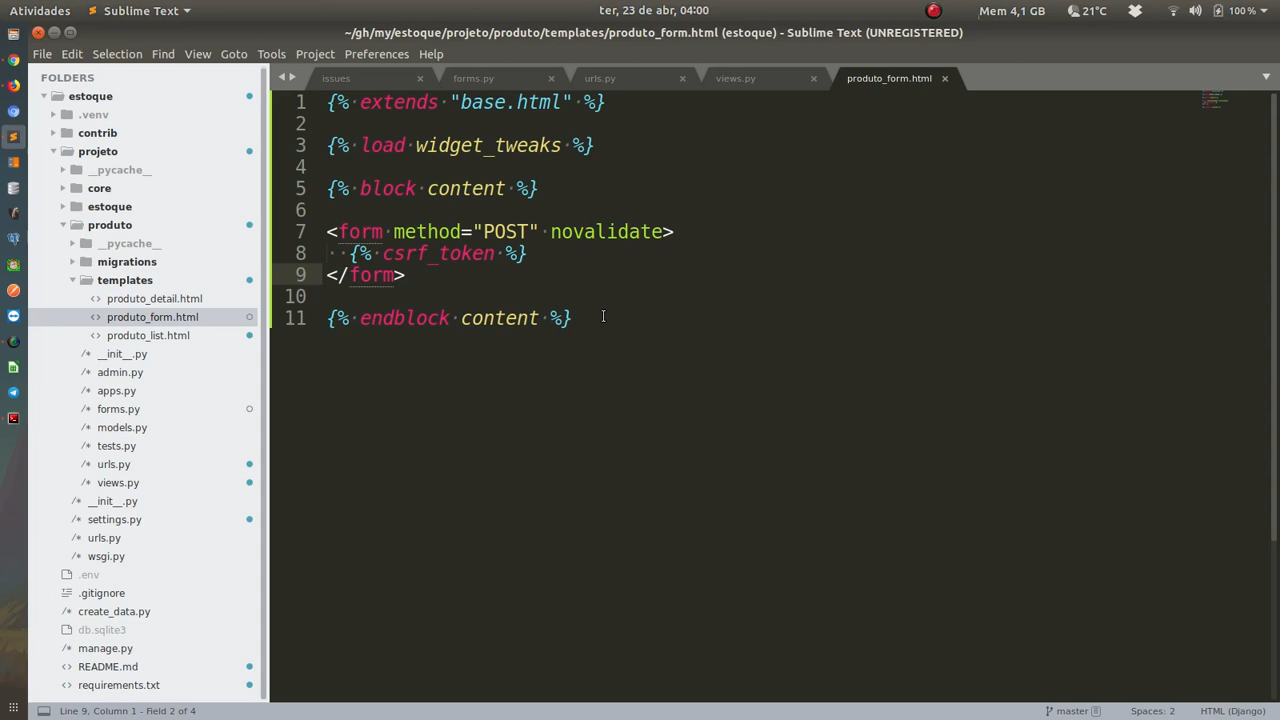 Atividades
Sublime Text
ter, 23 de abr, 04:00
Mem 4,1 GB
21°C
100%
~/gh/my/estoque/projeto/produto/templates/produto_form.html (estoque) - Sublime Text (UNREGISTERED)
File Edit Selection Find View Goto Tools Project Preferences Help
FOLDERS
estoque
.venv
contrib
projeto
__pycache__
core
estoque
produto
__pycache__
migrations
templates
produto_detail.html
produto_form.html
produto_list.html
__init__.py
admin.py
apps.py
forms.py
models.py
tests.py
urls.py
views.py
__init__.py
settings.py
urls.py
wsgi.py
.env
.gitignore
create_data.py
db.sqlite3
manage.py
README.md
requirements.txt
issues
forms.py
urls.py
views.py
produto_form.html
1 {% extends "base.html" %}
2
3 {% load widget_tweaks %}
4
5 {% block content %}
6
7 <form method="POST" novalidate>
8   {% csrf_token %}
9 </form>
10
11 {% endblock content %}
Line 9, Column 1 - Field 2 of 4
master 8
Spaces: 2
HTML (Django)